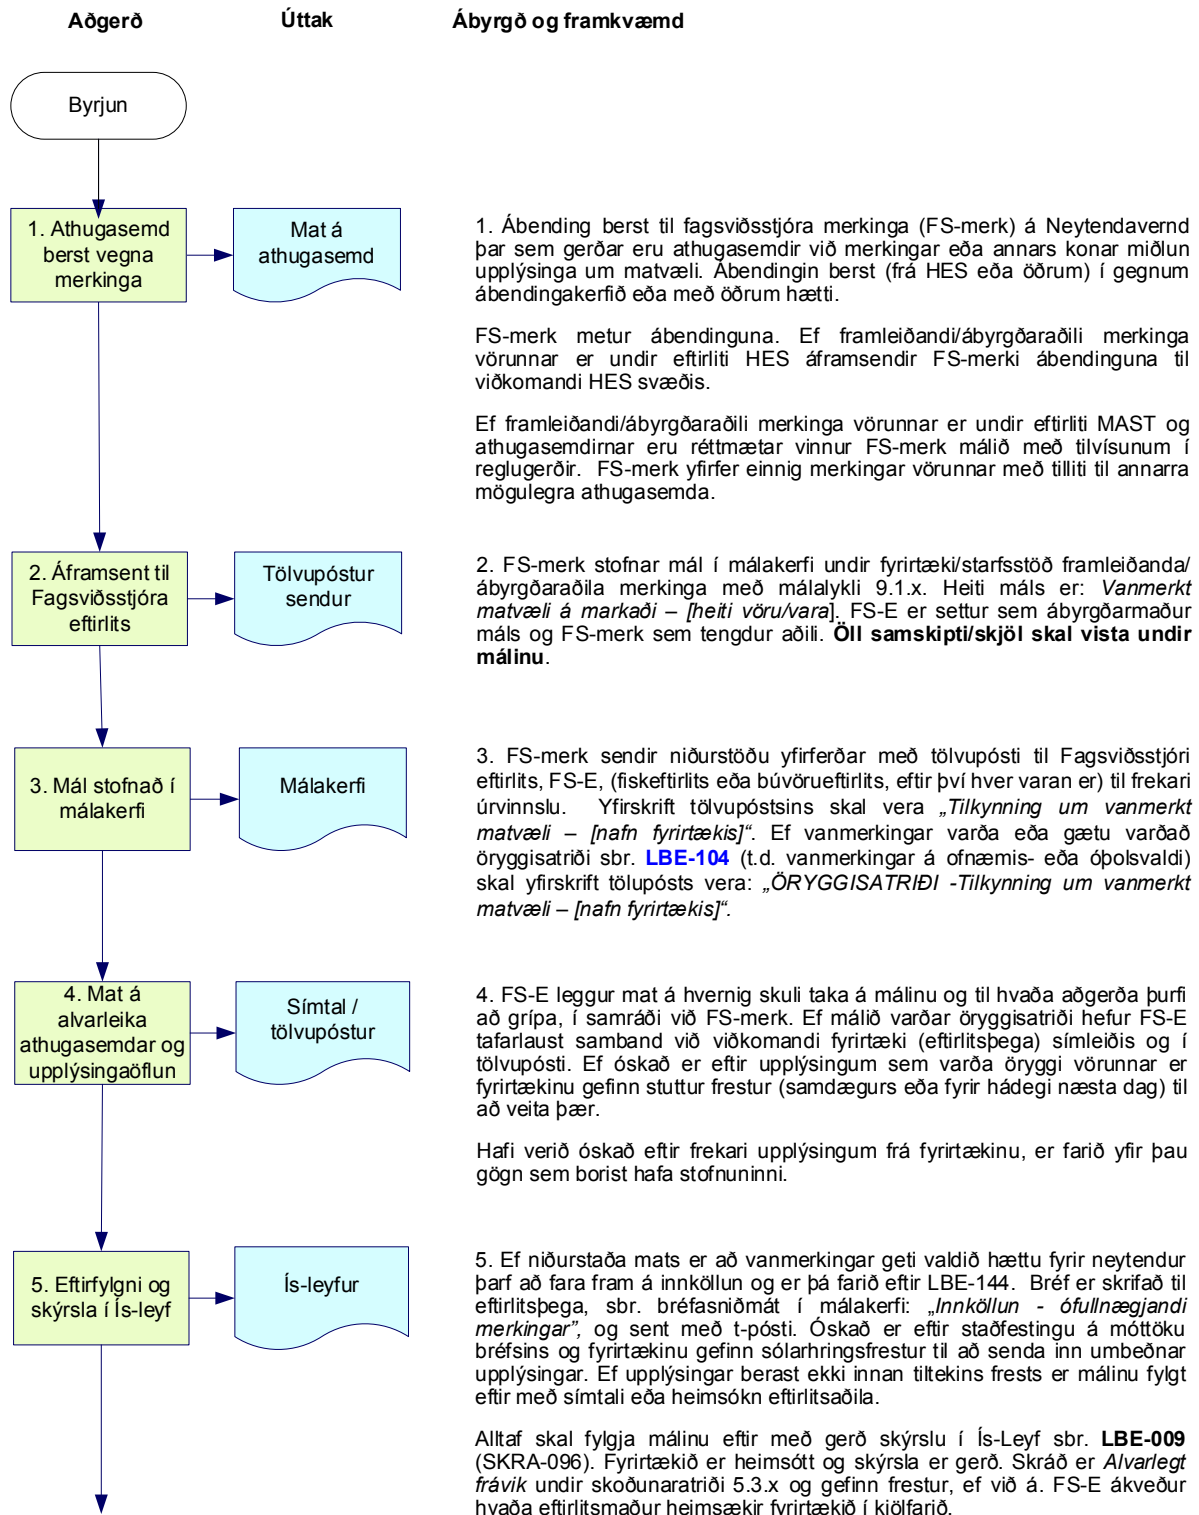 Aðgerð Úttak Ábyrgð og framkvæmd
Byrjun
1. Athugasemd
berst vegna
merkinga
Mat á
athugasemd
1. Ábending berst til fagsviðsstjóra merkinga (FS-merk) á Neytendavernd
þar sem gerðar eru athugasemdir við merkingar eða annars konar miðlun
upplýsinga um matvæli. Ábendingin berst (frá HES eða öðrum) í gegnum
ábendingakerfið eða með öðrum hætti.
FS-merk metur ábendinguna. Ef framleiðandi/ábyrgðaraðili merkinga
vörunnar er undir eftirliti HES áframsendir FS-merki ábendinguna til
viðkomandi HES svæðis.
Ef framleiðandi/ábyrgðaraðili merkinga vörunnar er undir eftirliti MAST og
athugasemdirnar eru réttmætar vinnur FS-merk málið með tilvísunum í
reglugerðir. FS-merk yfirfer einnig merkingar vörunnar með tilliti til annarra
mögulegra athugasemda.
2. Áframsent til
Fagsviðsstjóra
eftirlits
Tölvupóstur
sendur
2. FS-merk stofnar mál í málakerfi undir fyrirtæki/starfsstöð framleiðanda/
ábyrgðaraðila merkinga með málalykli 9.1.x. Heiti máls er: Vanmerkt
matvæli á markaði – [heiti vöru/vara]. FS-E er settur sem ábyrgðarmaður
máls og FS-merk sem tengdur aðili. Öll samskipti/skjöl skal vista undir
málinu.
3. Mál stofnað í
málakerfi
Málakerfi
3. FS-merk sendir niðurstöðu yfirferðar með tölvupósti til Fagsviðsstjóri
eftirlits, FS-E, (fiskeftirlits eða búvörueftirlits, eftir því hver varan er) til frekari
úrvinnslu. Yfirskrift tölvupóstsins skal vera „Tilkynning um vanmerkt
matvæli – [nafn fyrirtækis]“. Ef vanmerkingar varða eða gætu varðað
öryggisatriði sbr. LBE-104 (t.d. vanmerkingar á ofnæmis- eða óþolsvaldi)
skal yfirskrift tölupósts vera: „ÖRYGGISATRIÐI -Tilkynning um vanmerkt
matvæli – [nafn fyrirtækis]“.
4. Mat á
alvarleika
athugasemdar og
upplýsingaöflun
Símtal /
tölvupóstur
4. FS-E leggur mat á hvernig skuli taka á málinu og til hvaða aðgerða þurfi
að grípa, í samráði við FS-merk. Ef málið varðar öryggisatriði hefur FS-E
tafarlaust samband við viðkomandi fyrirtæki (eftirlitsþega) símleiðis og í
tölvupósti. Ef óskað er eftir upplýsingum sem varða öryggi vörunnar er
fyrirtækinu gefinn stuttur frestur (samdægurs eða fyrir hádegi næsta dag) til
að veita þær.
Hafi verið óskað eftir frekari upplýsingum frá fyrirtækinu, er farið yfir þau
gögn sem borist hafa stofnuninni.
5. Eftirfylgni og
skýrsla í Ís-leyf
Ís-leyfur
5. Ef niðurstaða mats er að vanmerkingar geti valdið hættu fyrir neytendur
þarf að fara fram á innköllun og er þá farið eftir LBE-144. Bréf er skrifað til
eftirlitsþega, sbr. bréfasniðmát í málakerfi: „Innköllun - ófullnægjandi
merkingar”, og sent með t-pósti. Óskað er eftir staðfestingu á móttöku
bréfsins og fyrirtækinu gefinn sólarhringsfrestur til að senda inn umbeðnar
upplýsingar. Ef upplýsingar berast ekki innan tiltekins frests er málinu fylgt
eftir með símtali eða heimsókn eftirlitsaðila.
Alltaf skal fylgja málinu eftir með gerð skýrslu í Ís-Leyf sbr. LBE-009
(SKRA-096). Fyrirtækið er heimsótt og skýrsla er gerð. Skráð er Alvarlegt
frávik undir skoðunaratriði 5.3.x og gefinn frestur, ef við á. FS-E ákveður
hvaða eftirlitsmaður heimsækir fyrirtækið í kjölfarið.